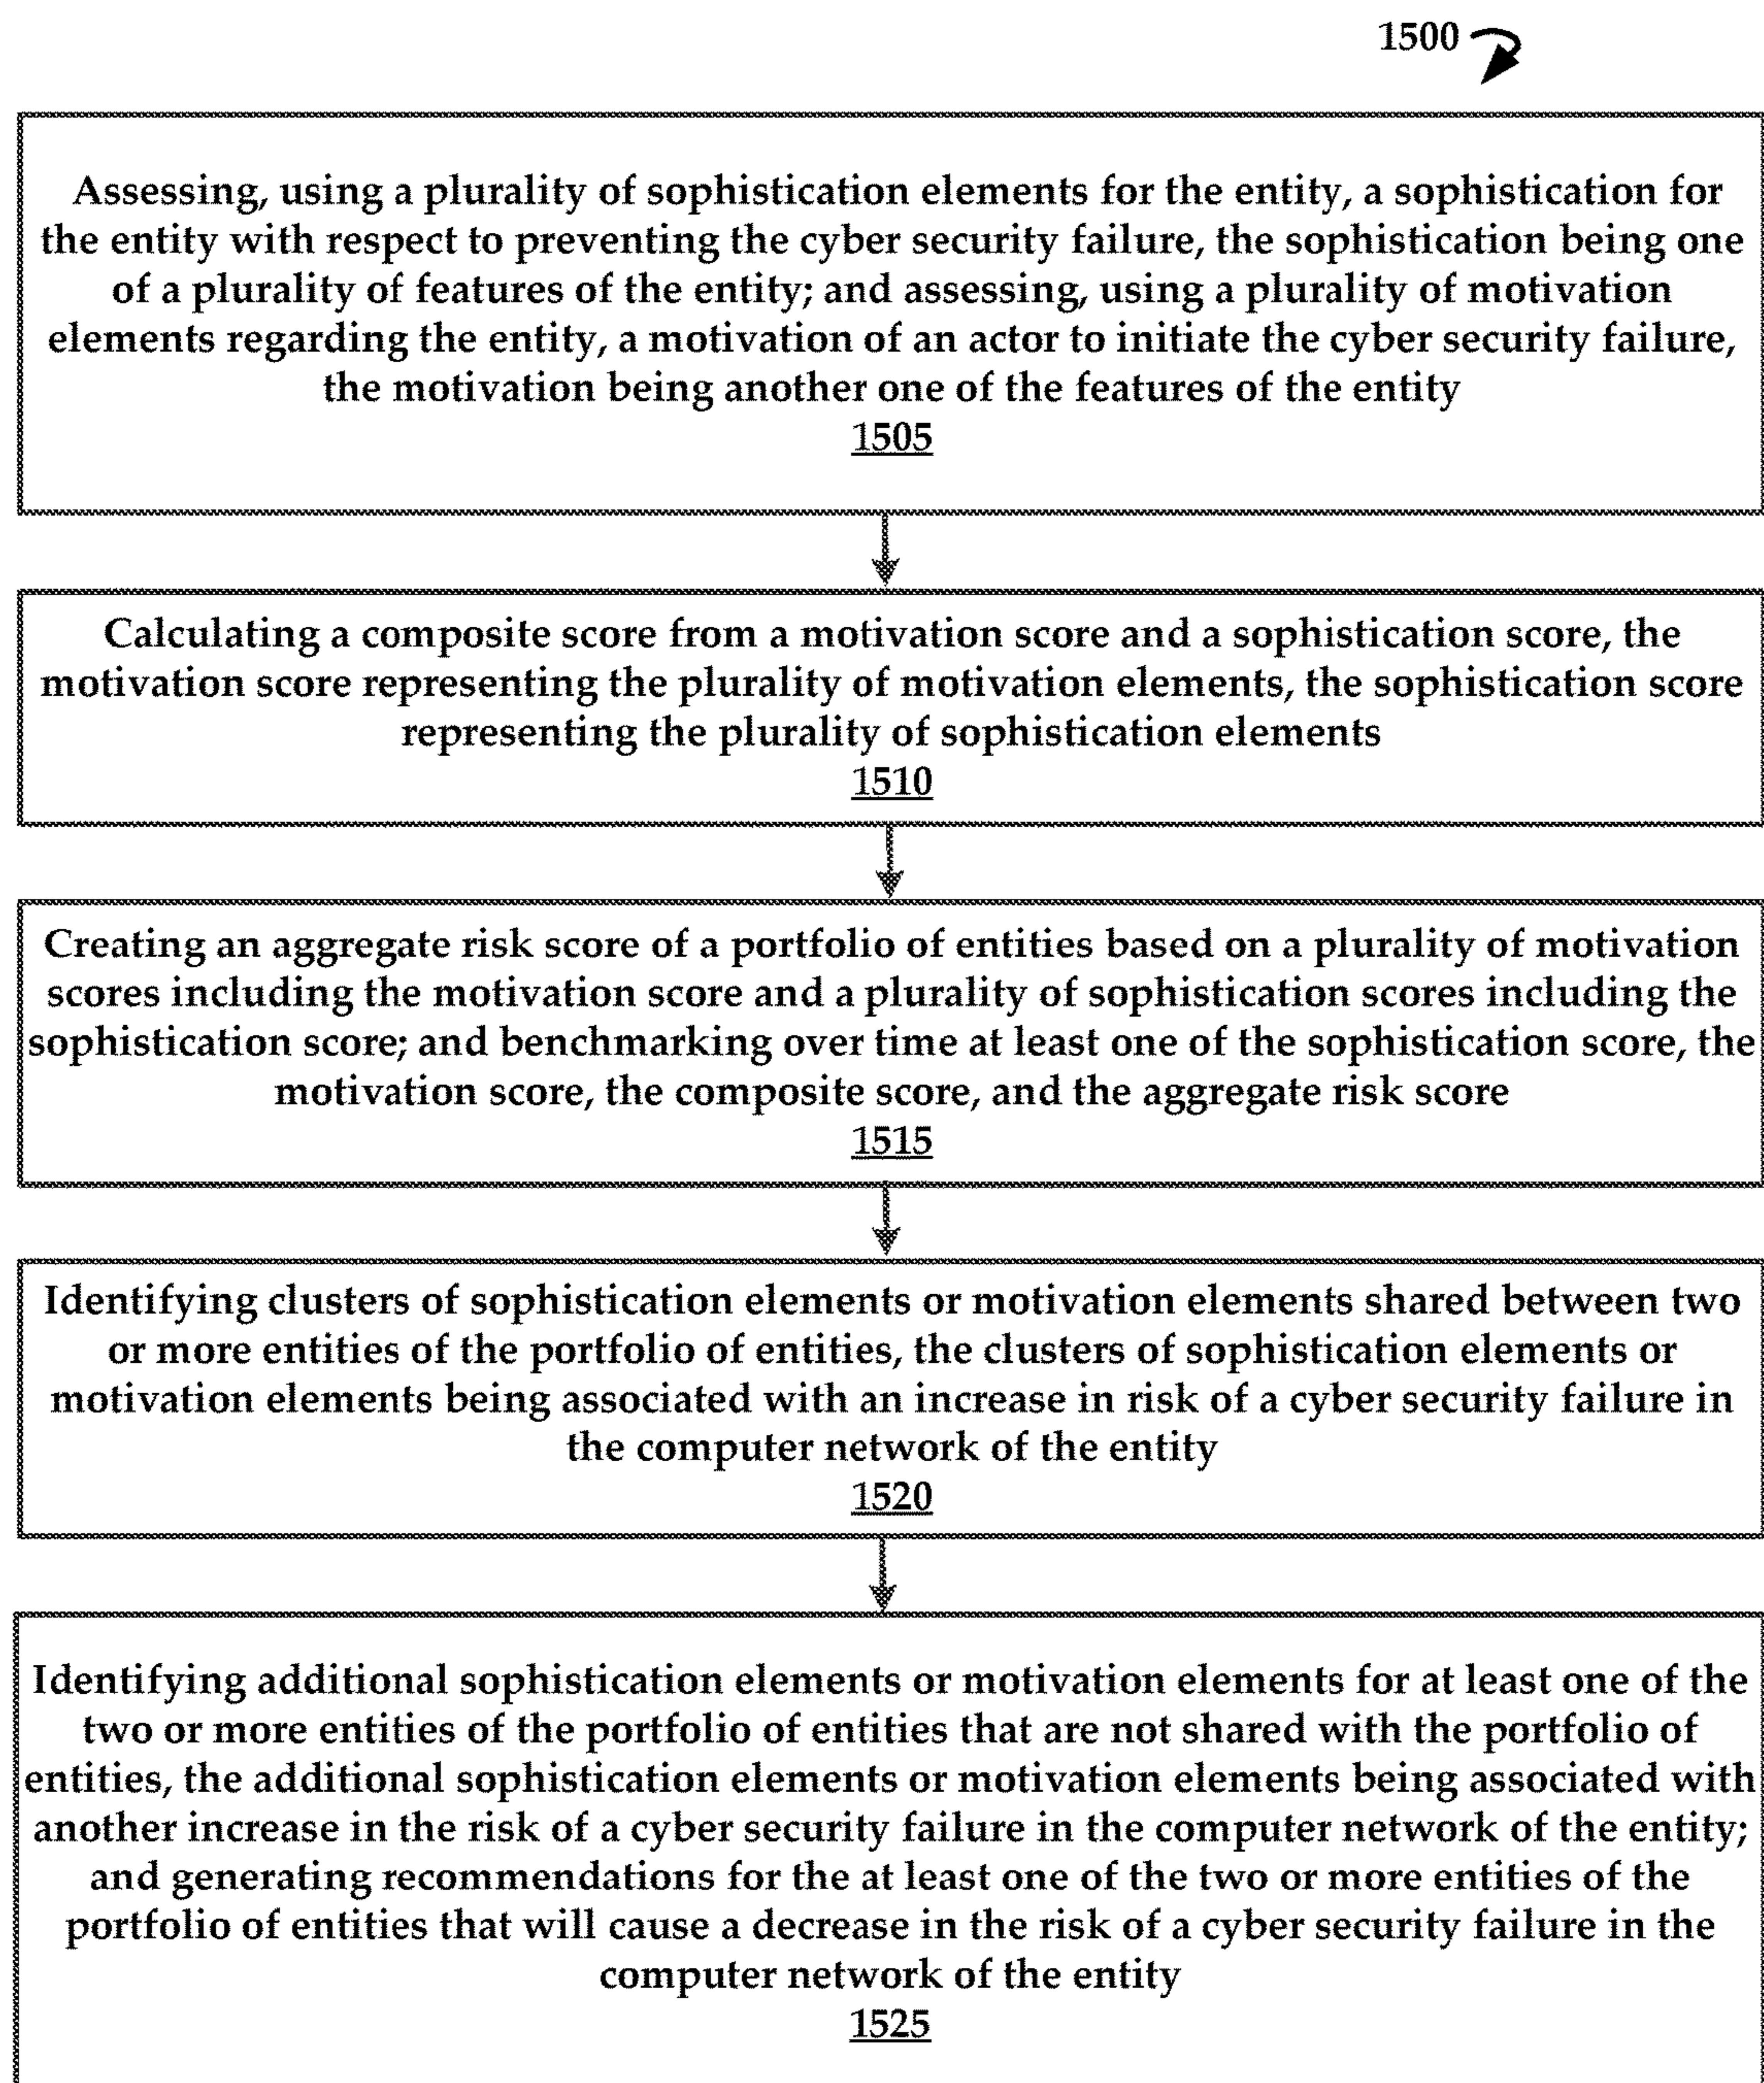 1500
Assessing, using a plurality of sophistication elements for the entity, a sophistication for
the entity with respect to preventing the cyber security failure, the sophistication being one
of a plurality of features of the entity; and assessing, using a plurality of motivation
elements regarding the entity, a motivation of an actor to initiate the cyber security failure,
the motivation being another one of the features of the entity
1505
Calculating a composite score from a motivation score and a sophistication score, the
motivation score representing the plurality of motivation elements, the sophistication score
representing the plurality of sophistication elements
1510
Creating an aggregate risk score of a portfolio of entities based on a plurality of motivation
scores including the motivation score and a plurality of sophistication scores including the
sophistication score; and benchmarking over time at least one of the sophistication score, the
motivation score, the composite score, and the aggregate risk score
1515
Identifying clusters of sophistication elements or motivation elements shared between two
or more entities of the portfolio of entities, the clusters of sophistication elements or
motivation elements being associated with an increase in risk of a cyber security failure in
the computer network of the entity
1520
Identifying additional sophistication elements or motivation elements for at least one of the
two or more entities of the portfolio of entities that are not shared with the portfolio of
entities, the additional sophistication elements or motivation elements being associated with
another increase in the risk of a cyber security failure in the computer network of the entity;
and generating recommendations for the at least one of the two or more entities of the
portfolio of entities that will cause a decrease in the risk of a cyber security failure in the
computer network of the entity
1525